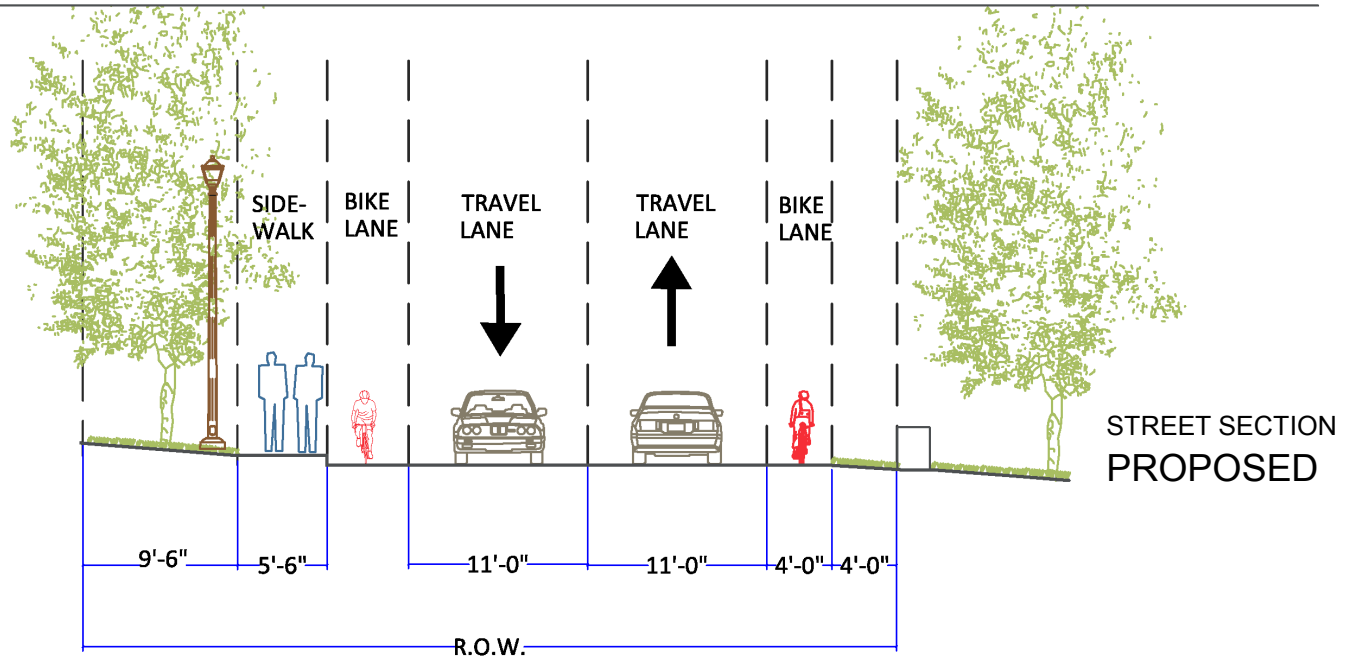 SIDE-
WALK
BIKE
LANE
TRAVEL
LANE
TRAVEL
LANE
BIKE
LANE
STREET SECTION
PROPOSED
9'-6"
5'-6"
11'-0"
11'-0"
4'-0"
4'-0"
R.O.W.